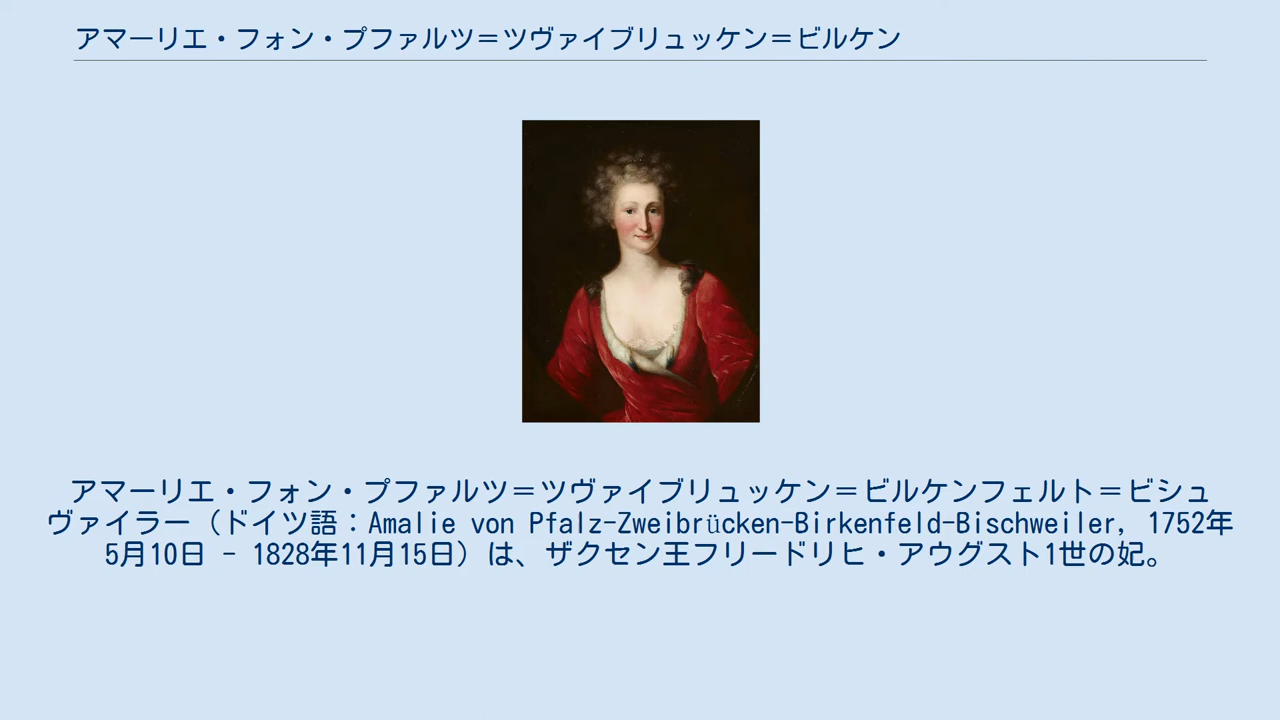 アマーリエ・フォン・プファルツ＝ツヴァイブリュッケン＝ビルケン
アマーリエ・フォン・プファルツ＝ツヴァイブリュッケン＝ビルケンフェルト＝ビシュ
ヴァイラー（ドイツ語：Amalie von Pfalz-Zweibrücken-Birkenfeld-Bischweiler, 1752年
5月10日 - 1828年11月15日）は、ザクセン王フリードリヒ・アウグスト1世の妃。